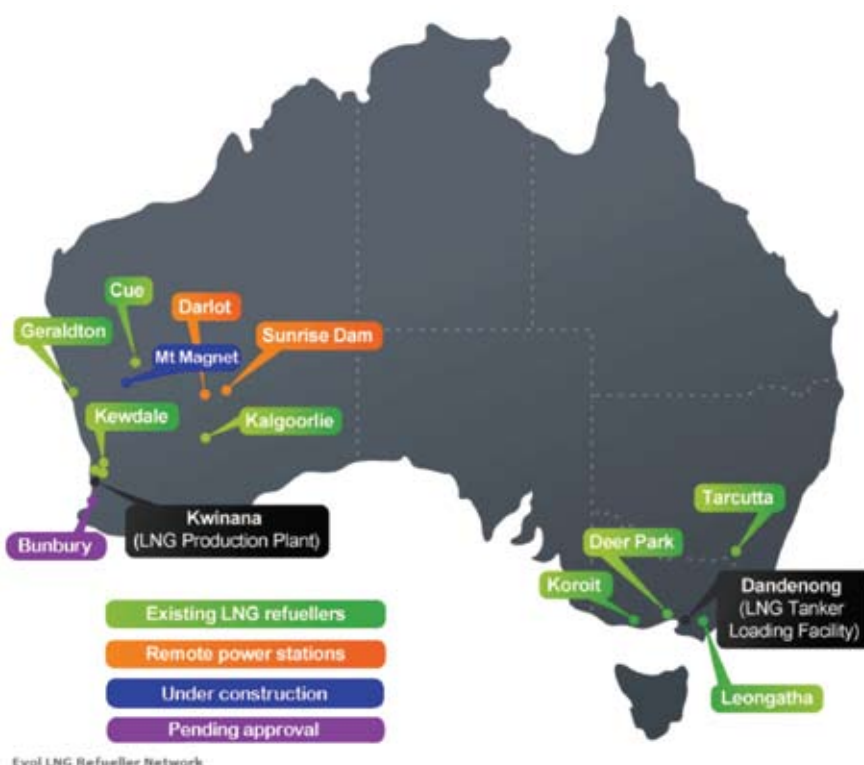 Cue
Darlot
Geraldton
Mt Magnet
Sunrise Dam
Kewdale
Kalgoorlie
Bunbury
Kwinana
(LNG Production Plant)
Tarcutta
Deer Park
Koroit
Dandenong
(LNG Tanker
Loading Facility)
Leongatha
Existing LNG refuellers
Remote power stations
Under construction
Pending approval
Evol LNG Refueller Network